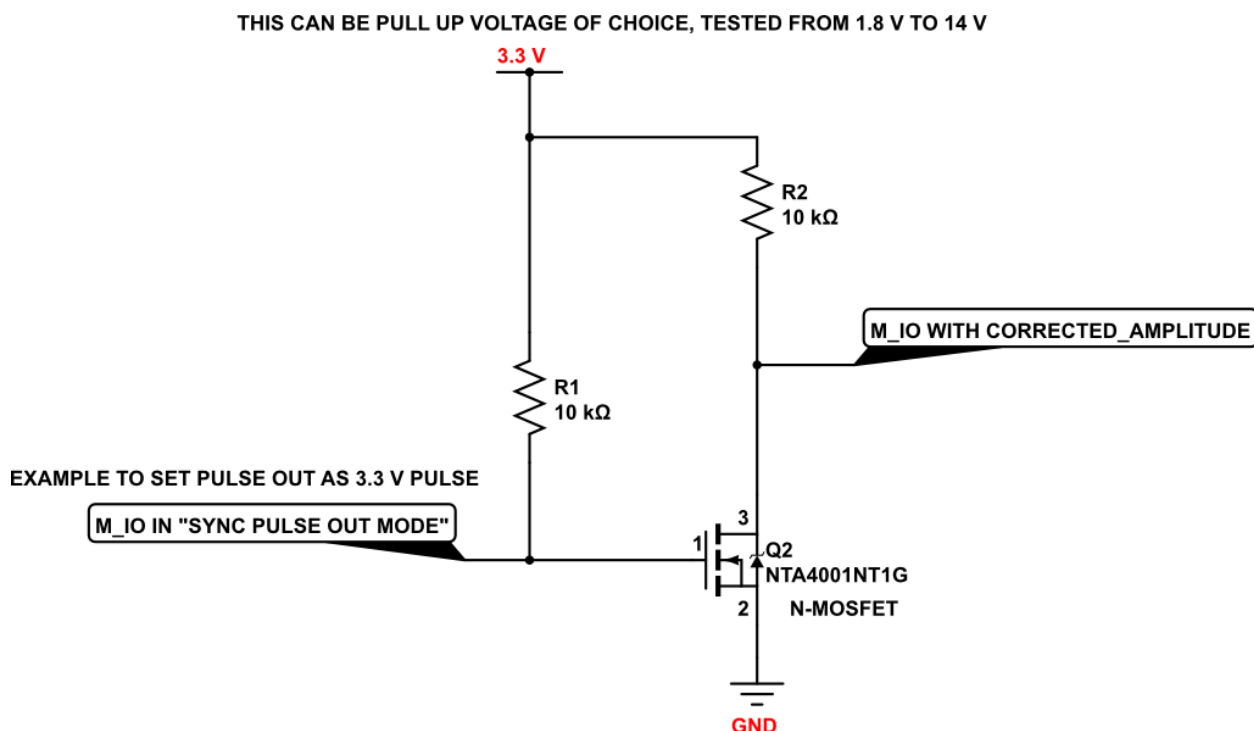 THIS CAN BE PULL UP VOLTAGE OF CHOICE, TESTED FROM 1.8 V TO 14 V
3.3 V
R2
10 kΩ
M_IO WITH CORRECTED_AMPLITUDE
R1
10 kΩ
EXAMPLE TO SET PULSE OUT AS 3.3 V PULSE
M_IO IN "SYNC PULSE OUT MODE"
3
1
Q2
NTA4001NT1G
2
N-MOSFET
GND